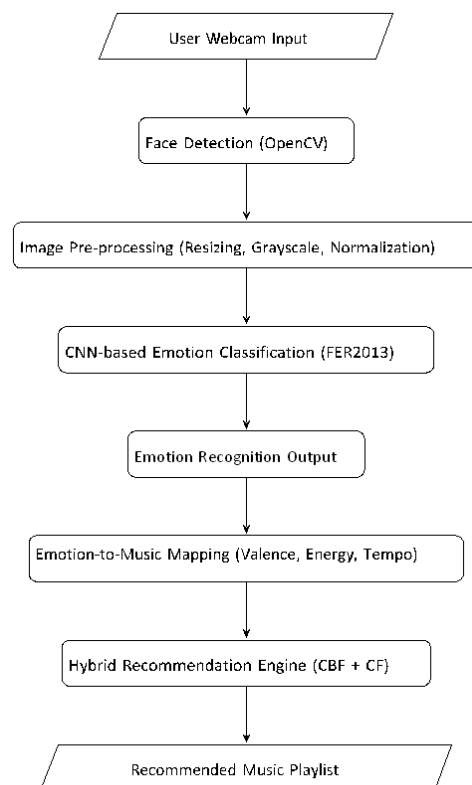 User Webcam Input
Face Detection (OpenCV)
Image Pre-processing (Resizing, Grayscale, Normalization)
CNN-based Emotion Classification (FER2013)
Emotion Recognition Output
Emotion-to-Music Mapping (Valence, Energy, Tempo)
Hybrid Recommendation Engine (CBF + CF)
Recommended Music Playlist